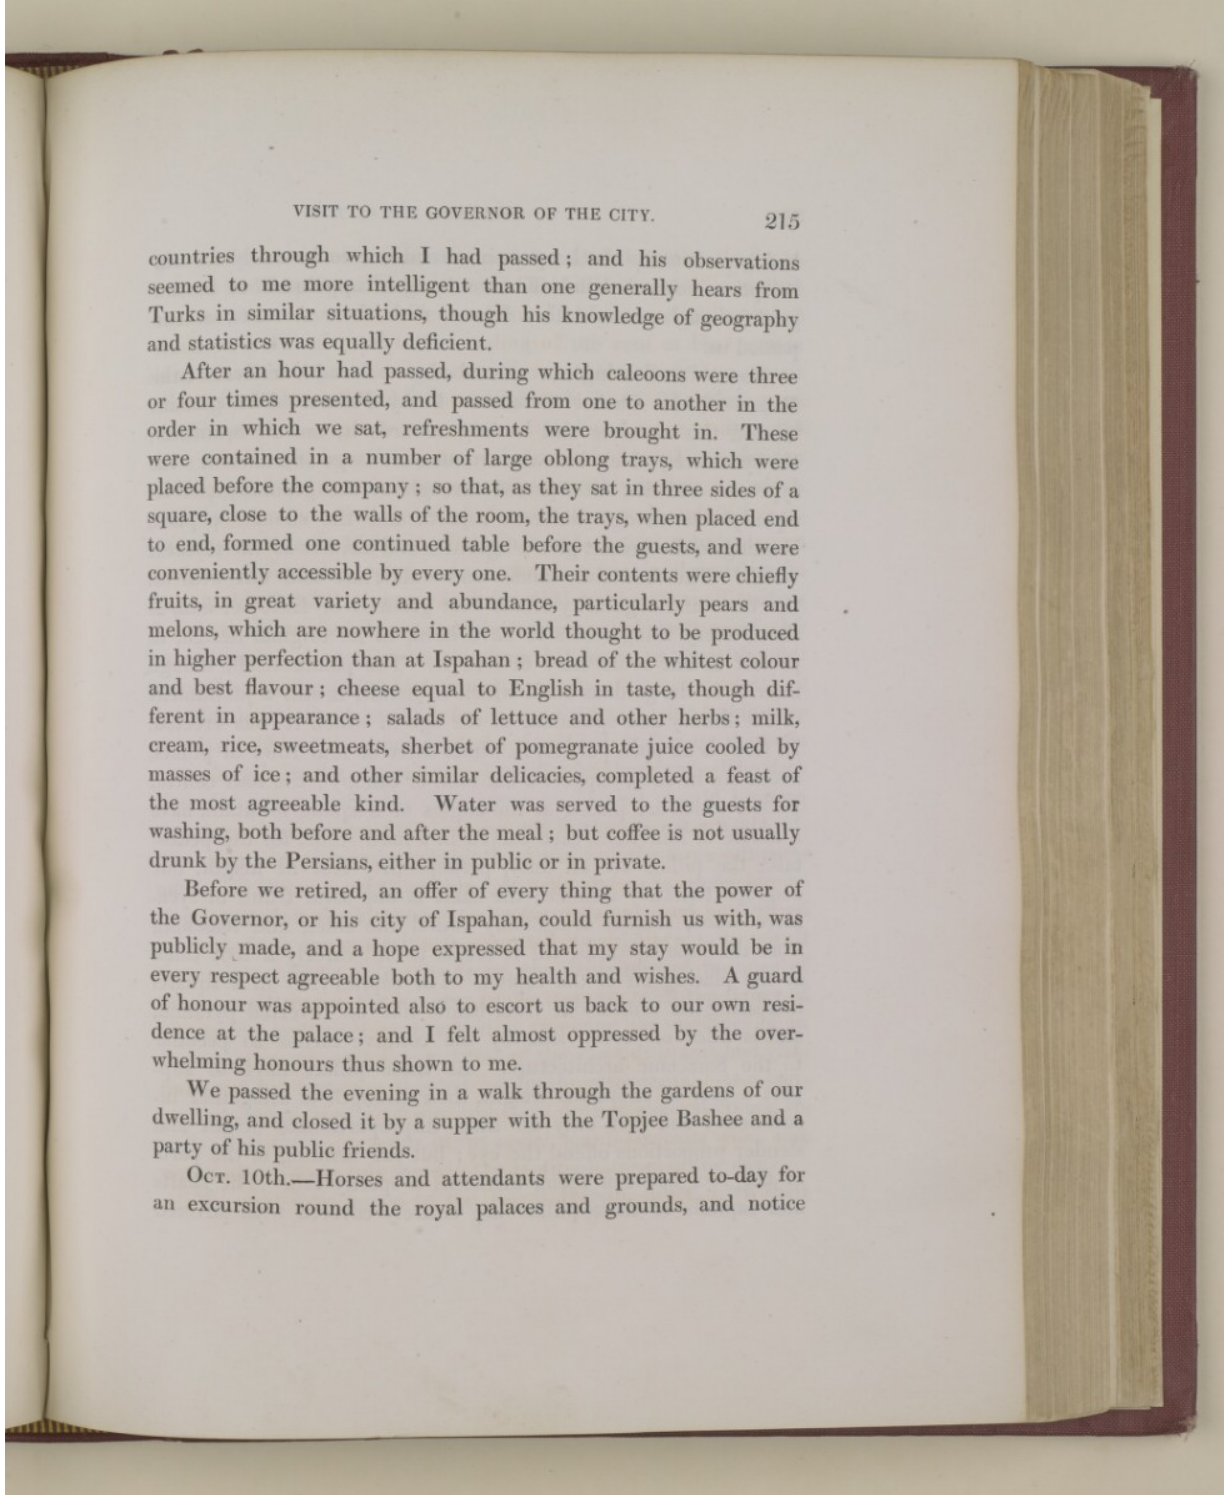 VISIT TO THE GOVERNOR OF THE CITY. 215
countries through which I had passed; and his observations
seemed to me more intelligent than one generally hears from
Turks in similar situations, though his knowledge of geography
and statistics was equally deficient.
After an hour had passed, during which caleoons were three
or four times presented, and passed from one to another in the
order in which we sat, refreshments were brought in. These
were contained in a number of large oblong trays, which were
placed before the company; so that, as they sat in three sides of a
square, close to the walls of the room, the trays, when placed end
to end, formed one continued table before the guests, and were
conveniently accessible by every one. Their contents were chiefly
fruits, in great variety and abundance, particularly pears and
melons, which are nowhere in the world thought to be produced
in higher perfection than at Ispahan; bread of the whitest colour
and best flavour; cheese equal to English in taste, though dif-
ferent in appearance; salads of lettuce and other herbs; milk,
cream, rice, sweetmeats, sherbet of pomegranate juice cooled by
masses of ice; and other similar delicacies, completed a feast of
the most agreeable kind. Water was served to the guests for
washing, both before and after the meal; but coffee is not usually
drunk by the Persians, either in public or in private.
Before we retired, an offer of every thing that the power of
the Governor, or his city of Ispahan, could furnish us with, was
publicly made, and a hope expressed that my stay would be in
every respect agreeable both to my health and wishes. A guard
of honour was appointed also to escort us back to our own resi-
dence at the palace; and I felt almost oppressed by the over-
whelming honours thus shown to me.
We passed the evening in a walk through the gardens of our
dwelling, and closed it by a supper with the Topjee Bashee and a
party of his public friends.
OCT. 10th.—Horses and attendants were prepared to-day for
an excursion round the royal palaces and grounds, and notice